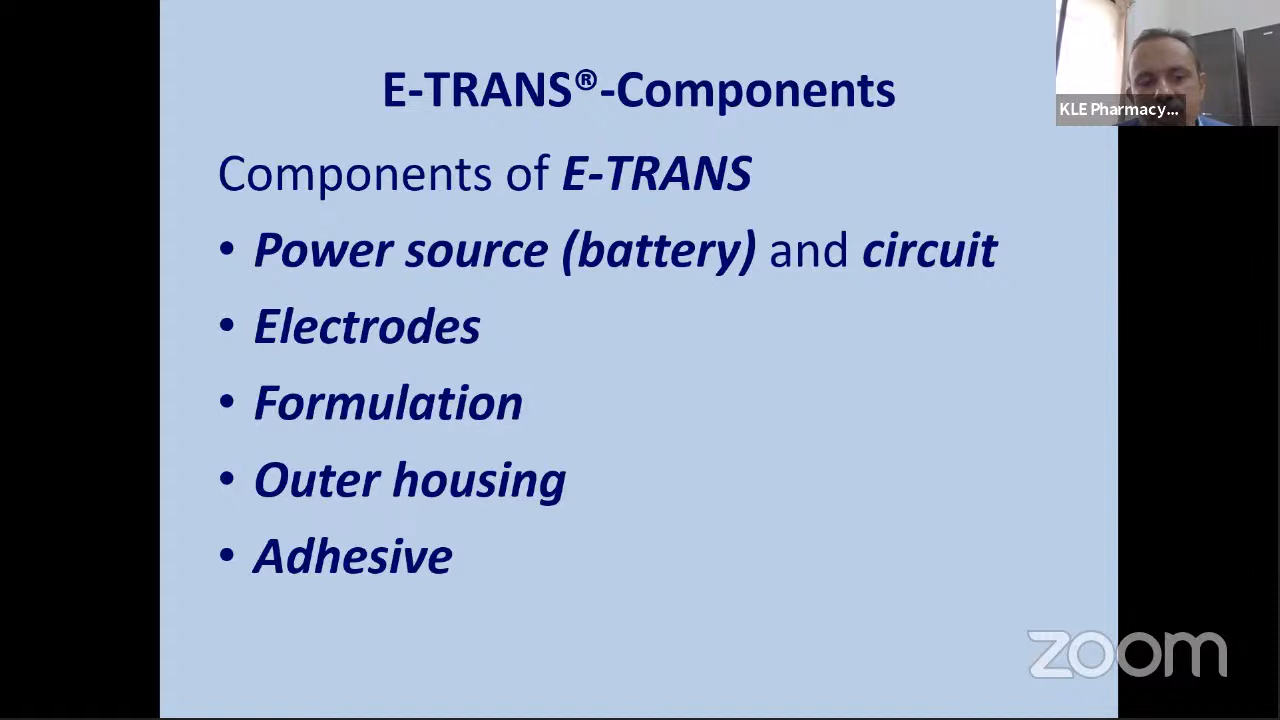 E-TRANS®-Components
Components of E-TRANS
• Power source (battery) and circuit
• Electrodes
• Formulation
• Outer housing
• Adhesive
KLE Pharmacy...
zoom